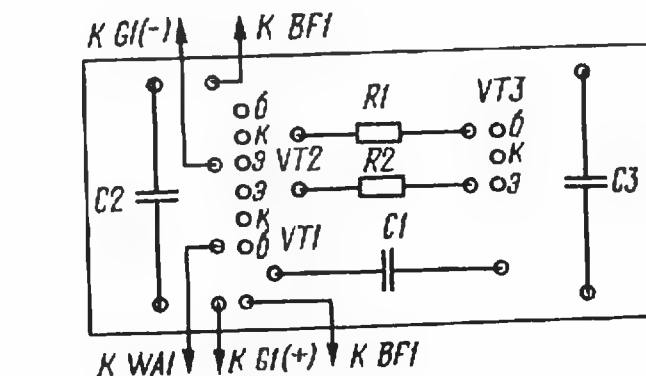 К G1(-)
К BF1
б
К
Э VT2
Э
К
б VT1
R1
R2
C1
VT3
б
К
Э
C2
C3
К WA1
К G1(+)
К BF1